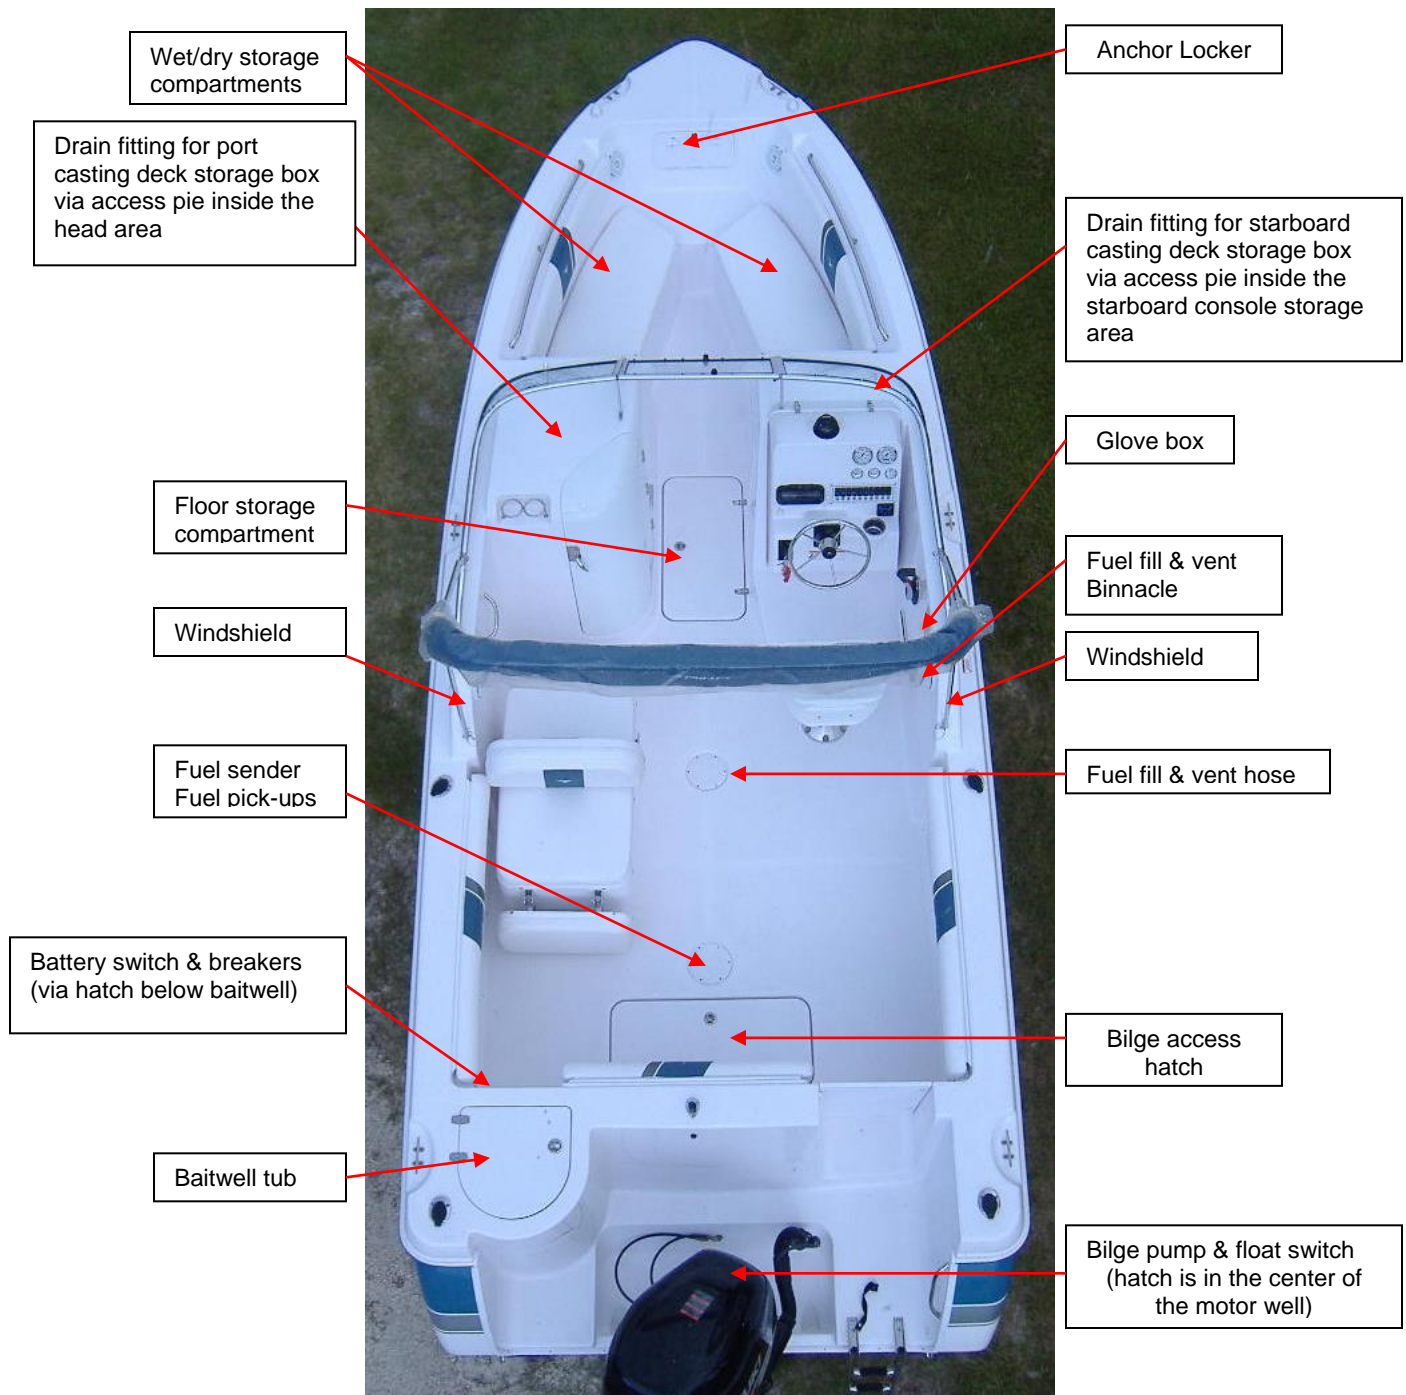 Wet/dry storage
compartments
Drain fitting for port
casting deck storage box
via access pie inside the
head area
Floor storage
compartment
Windshield
Fuel sender
Fuel pick-ups
Battery switch & breakers
(via hatch below baitwell)
Baitwell tub
Anchor Locker
Drain fitting for starboard
casting deck storage box
via access pie inside the
starboard console storage
area
Glove box
Fuel fill & vent
Binnacle
Windshield
Fuel fill & vent hose
Bilge access
hatch
Bilge pump & float switch
(hatch is in the center of
the motor well)